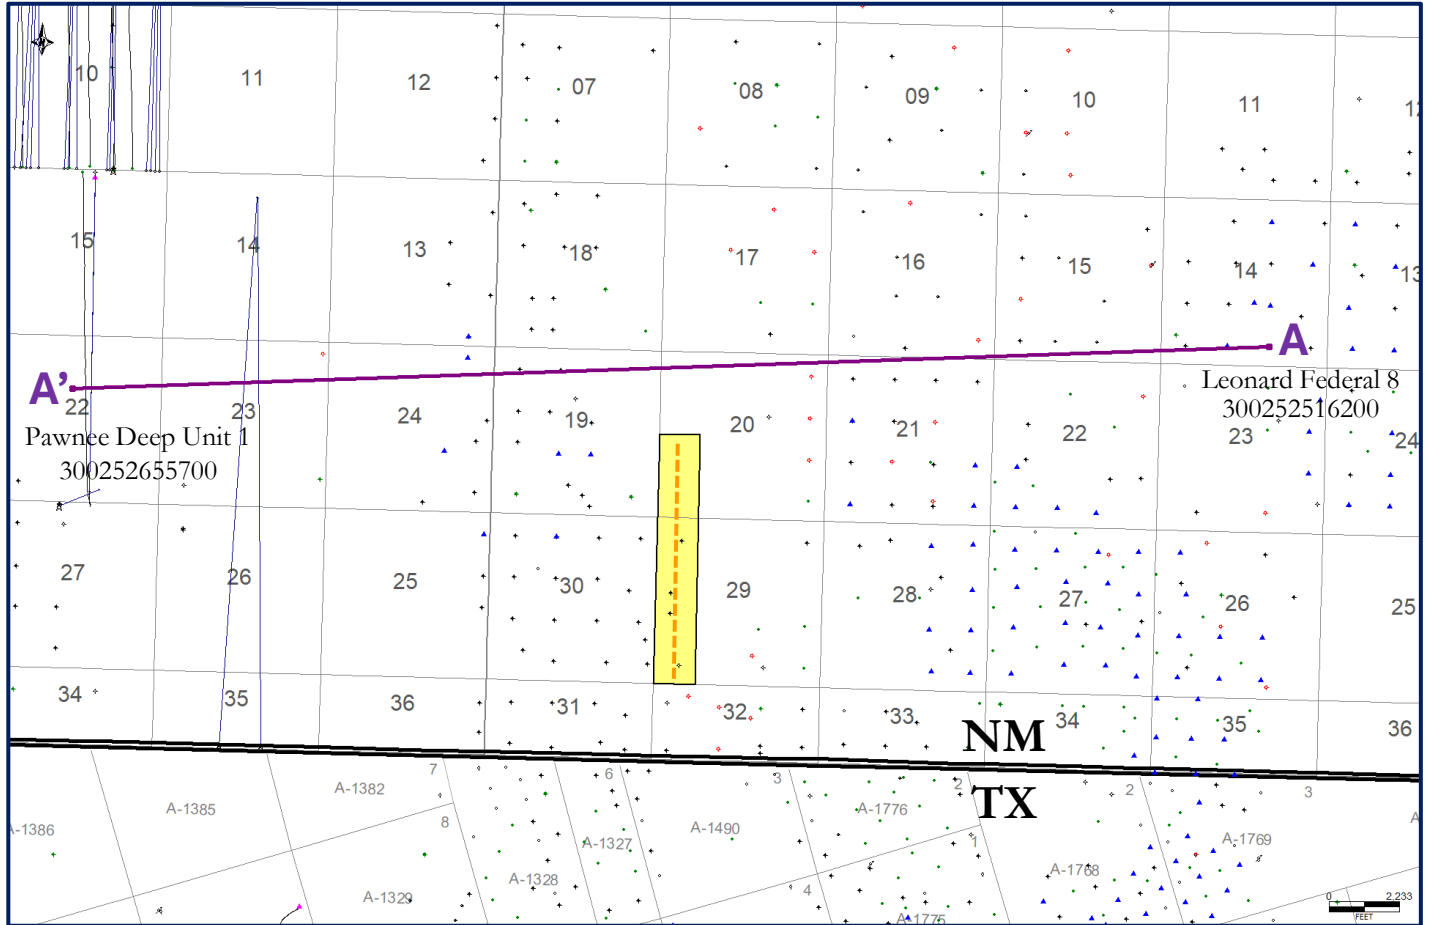 10 11 12 07 08 09 10 11 12
15 14 13 18 17 16 15 14 13
A
A'
Leonard Federal 8
300252516200
22 23 24 19 20 21 22 23 24
Pawnee Deep Unit 1
300252655700
27 26 25 30 29 28 27 26 25
34 35 36 31 32 33 34 35 36
NM
TX
7 6 3 2 2 3
A-1386 A-1385 A-1382 8 A-1327 A-1490 A-1776 1 A-1768 A-1769 A
A-1329 A-1328 4 A-1775
0 2,233
FEET